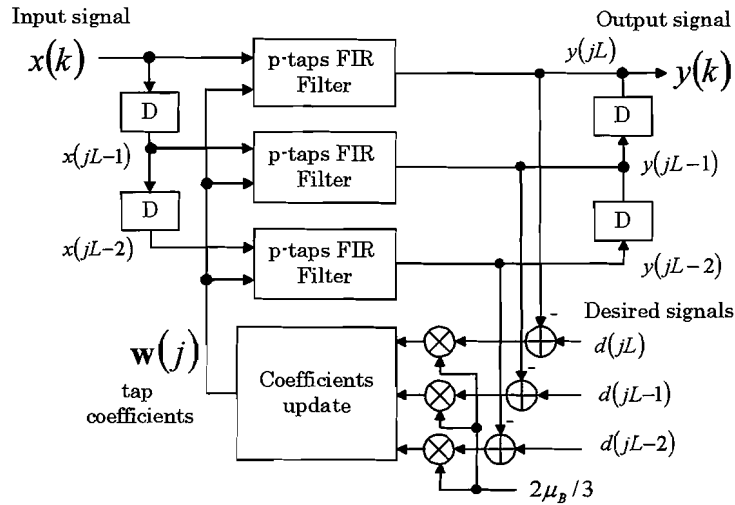 Input signal
Output signal
x(k)
p-taps FIR
Filter
y(jL)
y(k)
D
D
x(jL-1)
p-taps FIR
Filter
y(jL-1)
D
D
x(jL-2)
p-taps FIR
Filter
y(jL-2)
-
Desired signals
w(j)
tap
coefficients
Coefficients
update
d(jL)
-
d(jL-1)
-
d(jL-2)
2μ_B/3